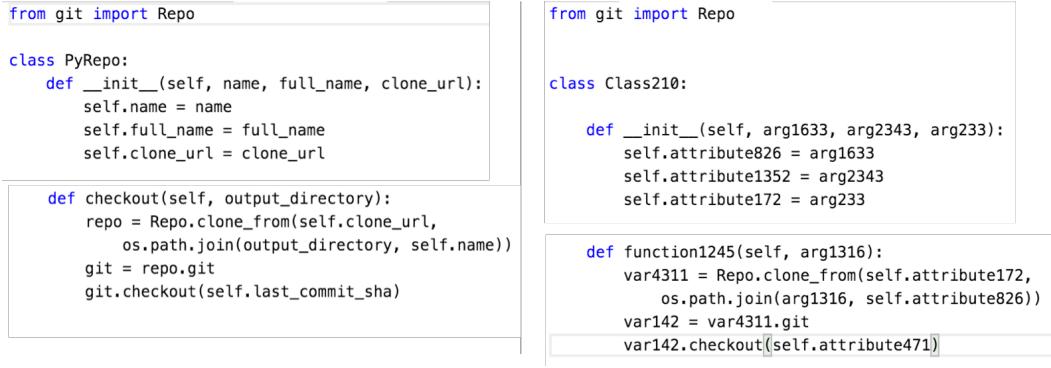 from git import Repo
class PyRepo:
    def __init__(self, name, full_name, clone_url):
        self.name = name
        self.full_name = full_name
        self.clone_url = clone_url
    def checkout(self, output_directory):
        repo = Repo.clone_from(self.clone_url,
            os.path.join(output_directory, self.name))
        git = repo.git
        git.checkout(self.last_commit_sha)
from git import Repo
class Class210:
    def __init__(self, arg1633, arg2343, arg233):
        self.attribute826 = arg1633
        self.attribute1352 = arg2343
        self.attribute172 = arg233
    def function1245(self, arg1316):
        var4311 = Repo.clone_from(self.attribute172,
            os.path.join(arg1316, self.attribute826))
        var142 = var4311.git
        var142.checkout(self.attribute471)